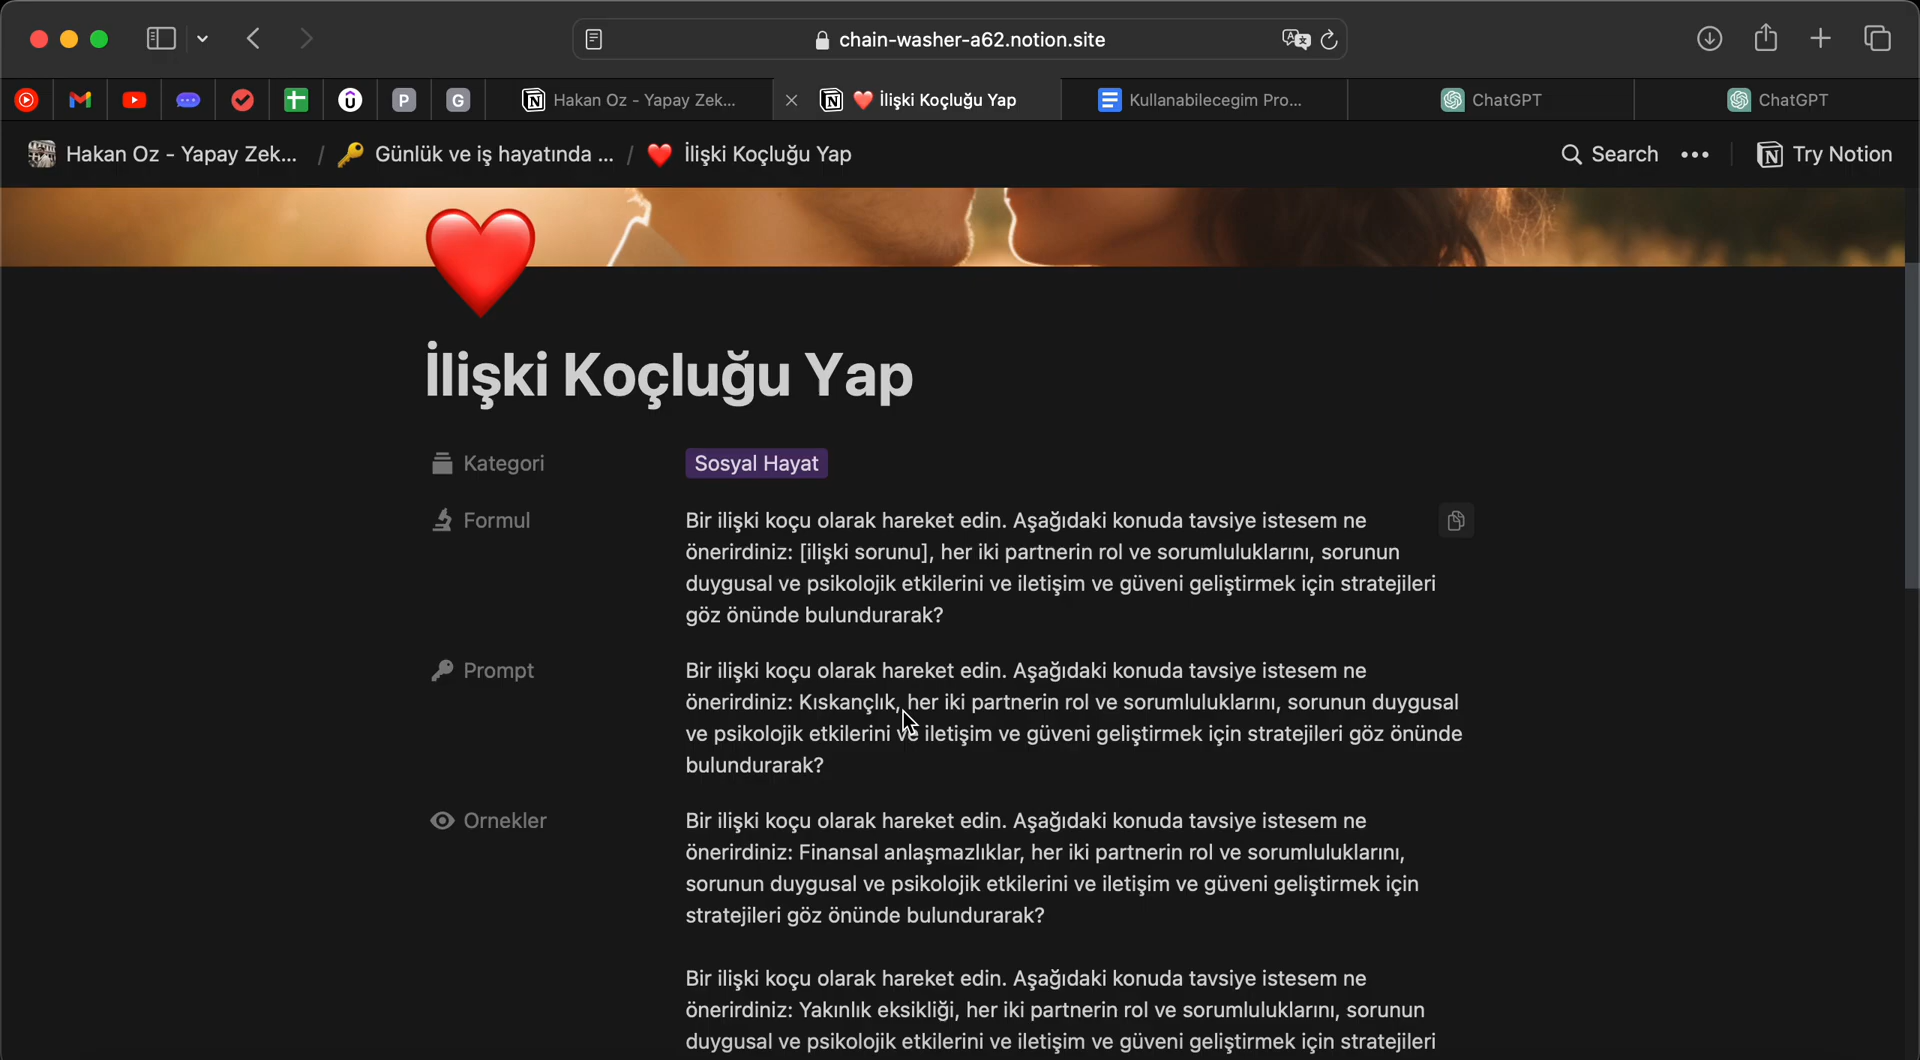 chain-washer-a62.notion.site
P
G
Hakan Oz - Yapay Zek...
İlişki Koçluğu Yap
Kullanabilecegim Pro...
ChatGPT
ChatGPT
Hakan Oz - Yapay Zek... / Günlük ve iş hayatında ... / İlişki Koçluğu Yap
Search
Try Notion
İlişki Koçluğu Yap
Kategori
Sosyal Hayat
Formul
Bir ilişki koçu olarak hareket edin. Aşağıdaki konuda tavsiye istesem ne
önerirdiniz: [ilişki sorunu], her iki partnerin rol ve sorumluluklarını, sorunun
duygusal ve psikolojik etkilerini ve iletişim ve güveni geliştirmek için stratejileri
göz önünde bulundurarak?
Prompt
Bir ilişki koçu olarak hareket edin. Aşağıdaki konuda tavsiye istesem ne
önerirdiniz: Kıskançlık, her iki partnerin rol ve sorumluluklarını, sorunun duygusal
ve psikolojik etkilerini ve iletişim ve güveni geliştirmek için stratejileri göz önünde
bulundurarak?
Ornekler
Bir ilişki koçu olarak hareket edin. Aşağıdaki konuda tavsiye istesem ne
önerirdiniz: Finansal anlaşmazlıklar, her iki partnerin rol ve sorumluluklarını,
sorunun duygusal ve psikolojik etkilerini ve iletişim ve güveni geliştirmek için
stratejileri göz önünde bulundurarak?
Bir ilişki koçu olarak hareket edin. Aşağıdaki konuda tavsiye istesem ne
önerirdiniz: Yakınlık eksikliği, her iki partnerin rol ve sorumluluklarını, sorunun
duygusal ve psikolojik etkilerini ve iletişim ve güveni geliştirmek için stratejileri